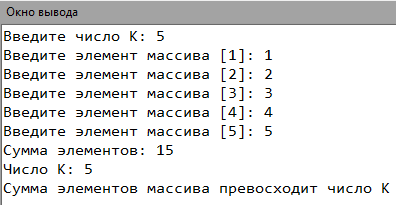 Окно вывода
Введите число K: 5
Введите элемент массива [1]: 1
Введите элемент массива [2]: 2
Введите элемент массива [3]: 3
Введите элемент массива [4]: 4
Введите элемент массива [5]: 5
Сумма элементов: 15
Число K: 5
Сумма элементов массива превосходит число K